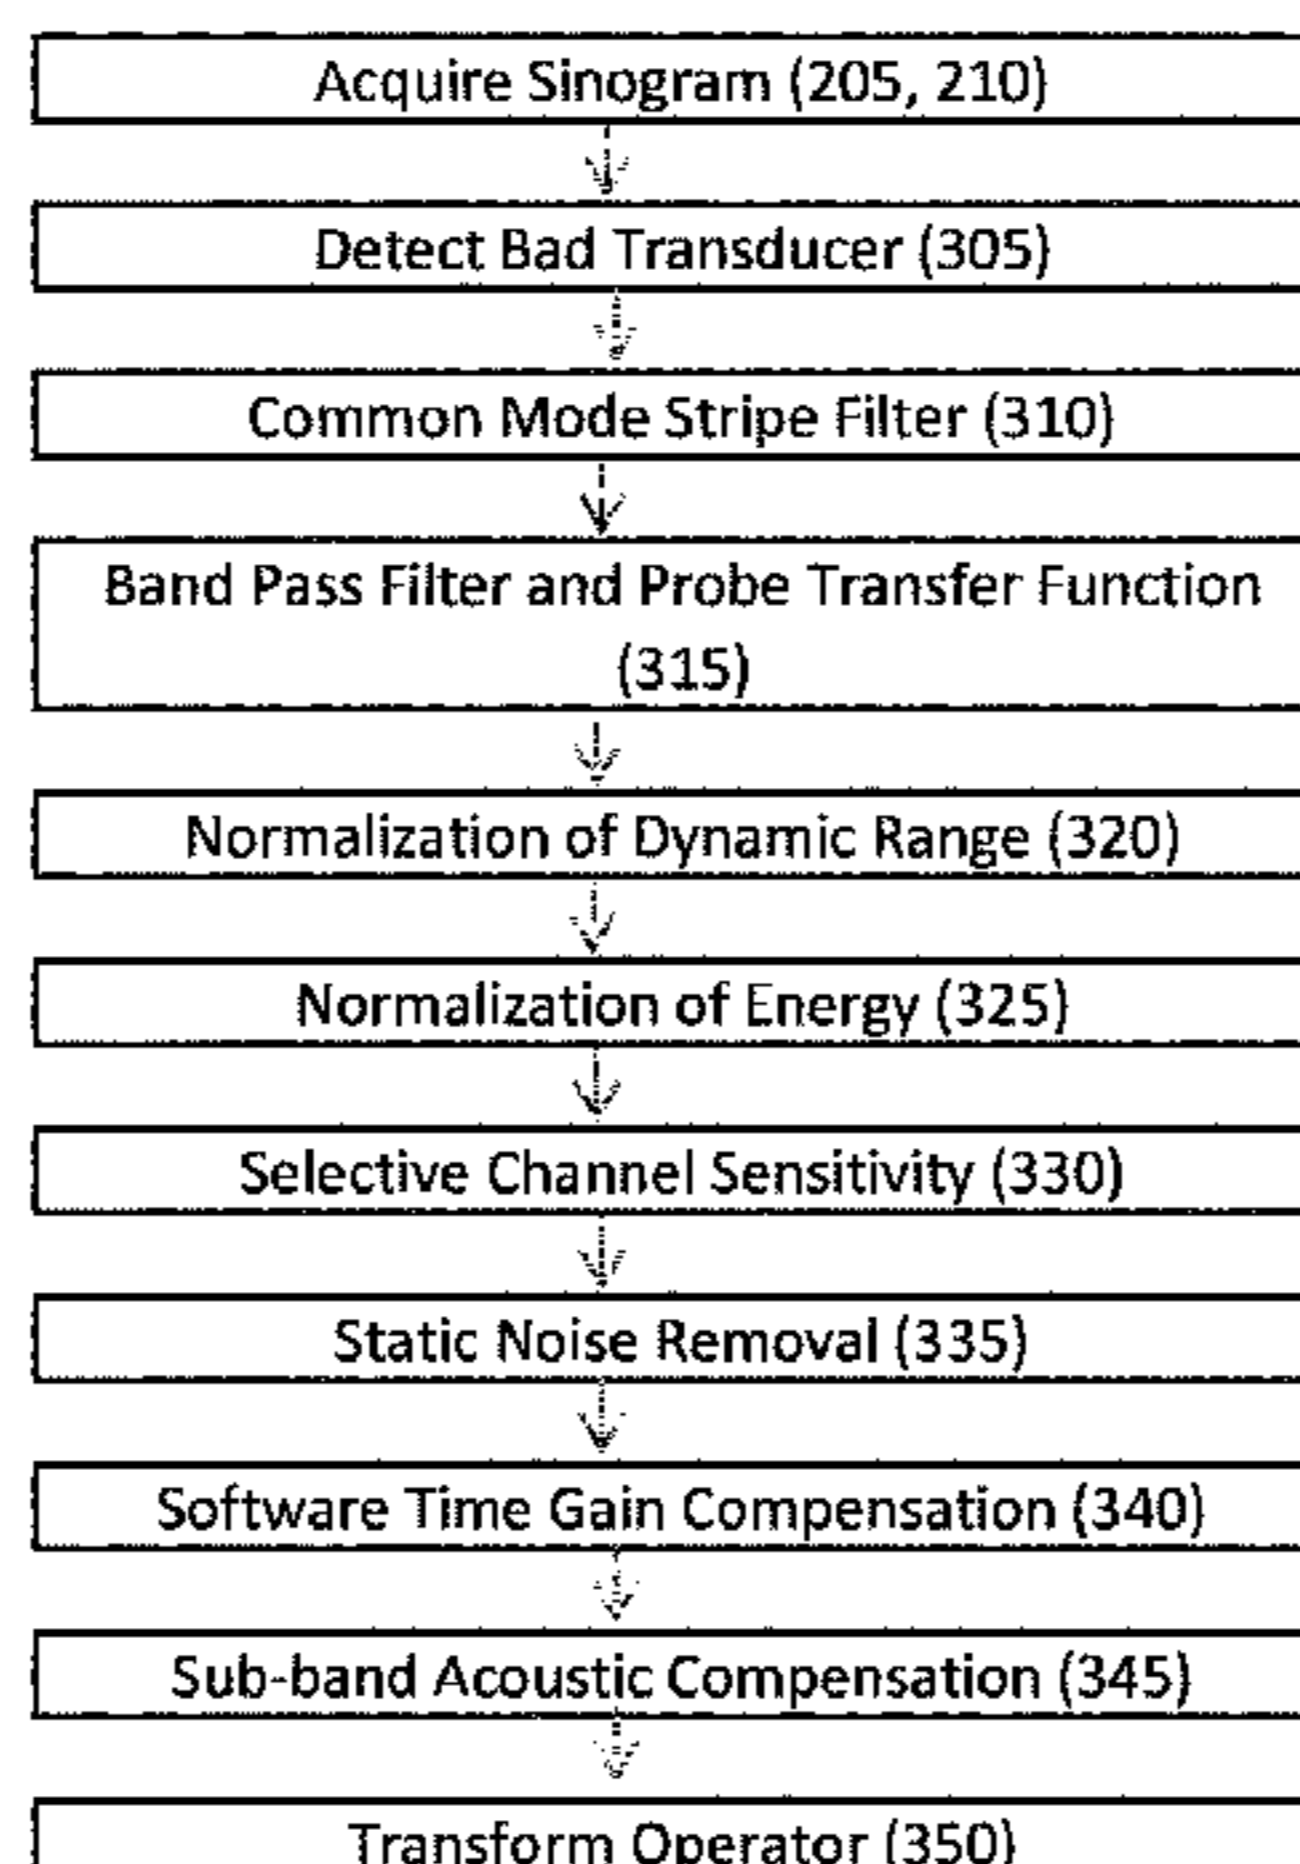 Acquire Sinogram (205, 210)
Detect Bad Transducer (305)
Common Mode Stripe Filter (310)
Band Pass Filter and Probe Transfer Function
(315)
Normalization of Dynamic Range (320)
Normalization of Energy (325)
Selective Channel Sensitivity (330)
Static Noise Removal (335)
Software Time Gain Compensation (340)
Sub-band Acoustic Compensation (345)
Transform Operator (350)